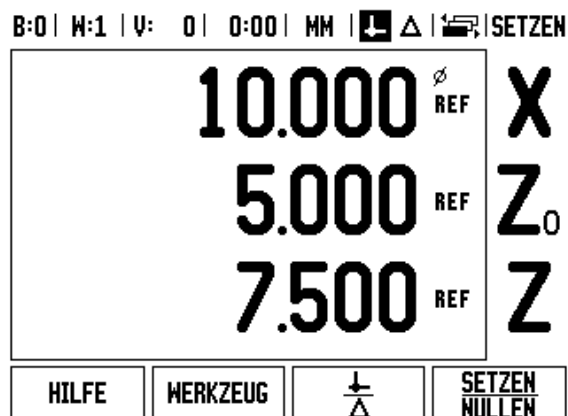 B:0 | W:1 | V: 0 | 0:00 | MM | Δ | SETZEN
10.000 Ø REF X
5.000 REF Z0
7.500 REF Z
HILFE WERKZEUG Δ SETZEN
NULLEN